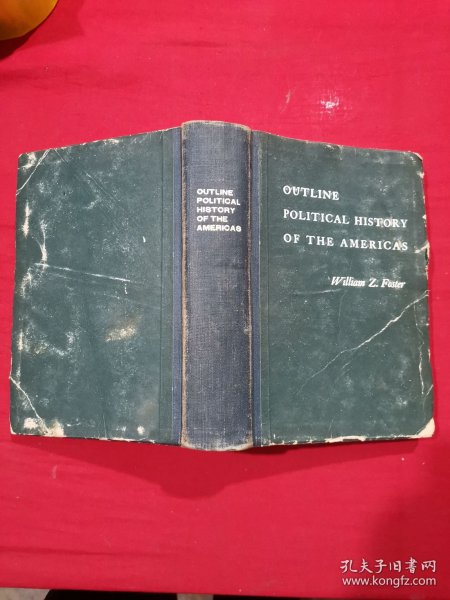 OUTLINE
POLITICAL
HISTORY
OF THE
AMERICAS
OUTLINE
POLITICAL HISTORY
OF THE AMERICAS
William Z. Foster
孔夫子旧书网
www.kongfz.com